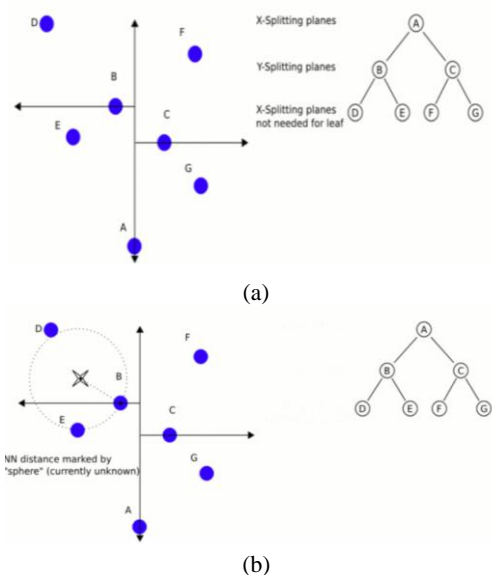 D
F
B
E
C
G
A
X-Splitting planes
Y-Splitting planes
X-Splitting planes
not needed for leaf
A
B C
D E F G
(a)
D
F
B
C
E
G
A
NN distance marked by
"sphere" (currently unknown)
A
B C
D E F G
(b)